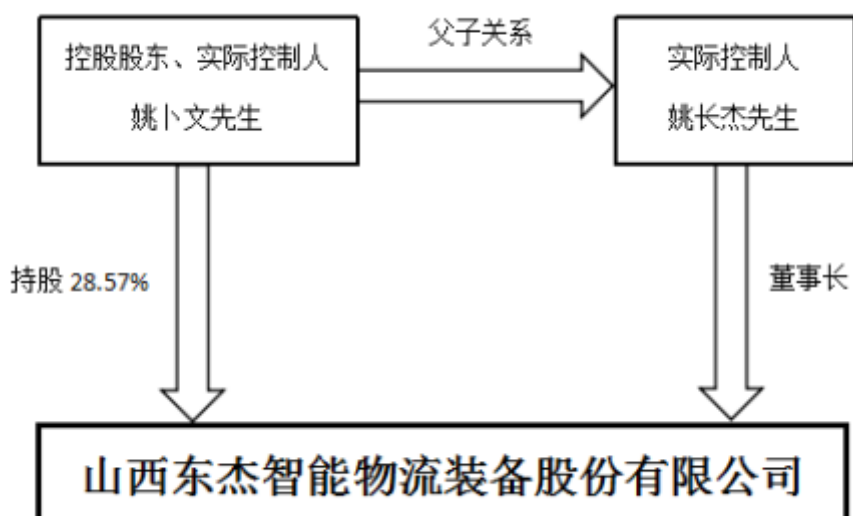 父子关系
控股股东、实际控制人
姚卜文先生
实际控制人
姚长杰先生
持股 28.57%
董事长
山西东杰智能物流装备股份有限公司